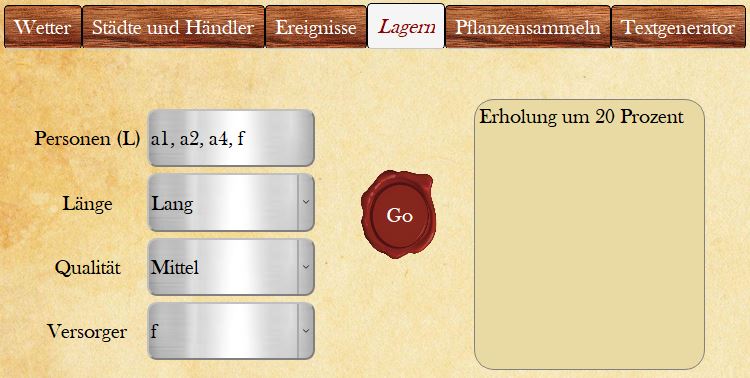 Wetter Städte und Händler Ereignisse Lagern Pflanzensammeln Textgenerator
Personen (L) a1, a2, a4, f
Länge Lang
Qualität Mittel
Versorger f
Go
Erholung um 20 Prozent